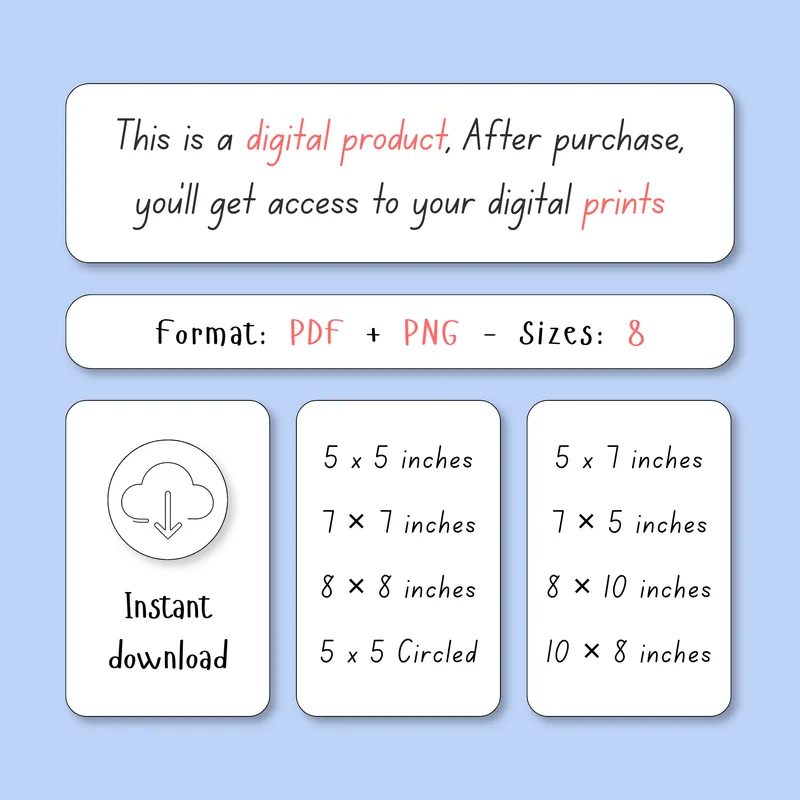 This is a digital product, After purchase,
you'll get access to your digital prints
Format: PDF + PNG - Sizes: 8
Instant
download
5 x 5 inches
7 × 7 inches
8 × 8 inches
5 x 5 Circled
5 x 7 inches
7 × 5 inches
8 × 10 inches
10 × 8 inches